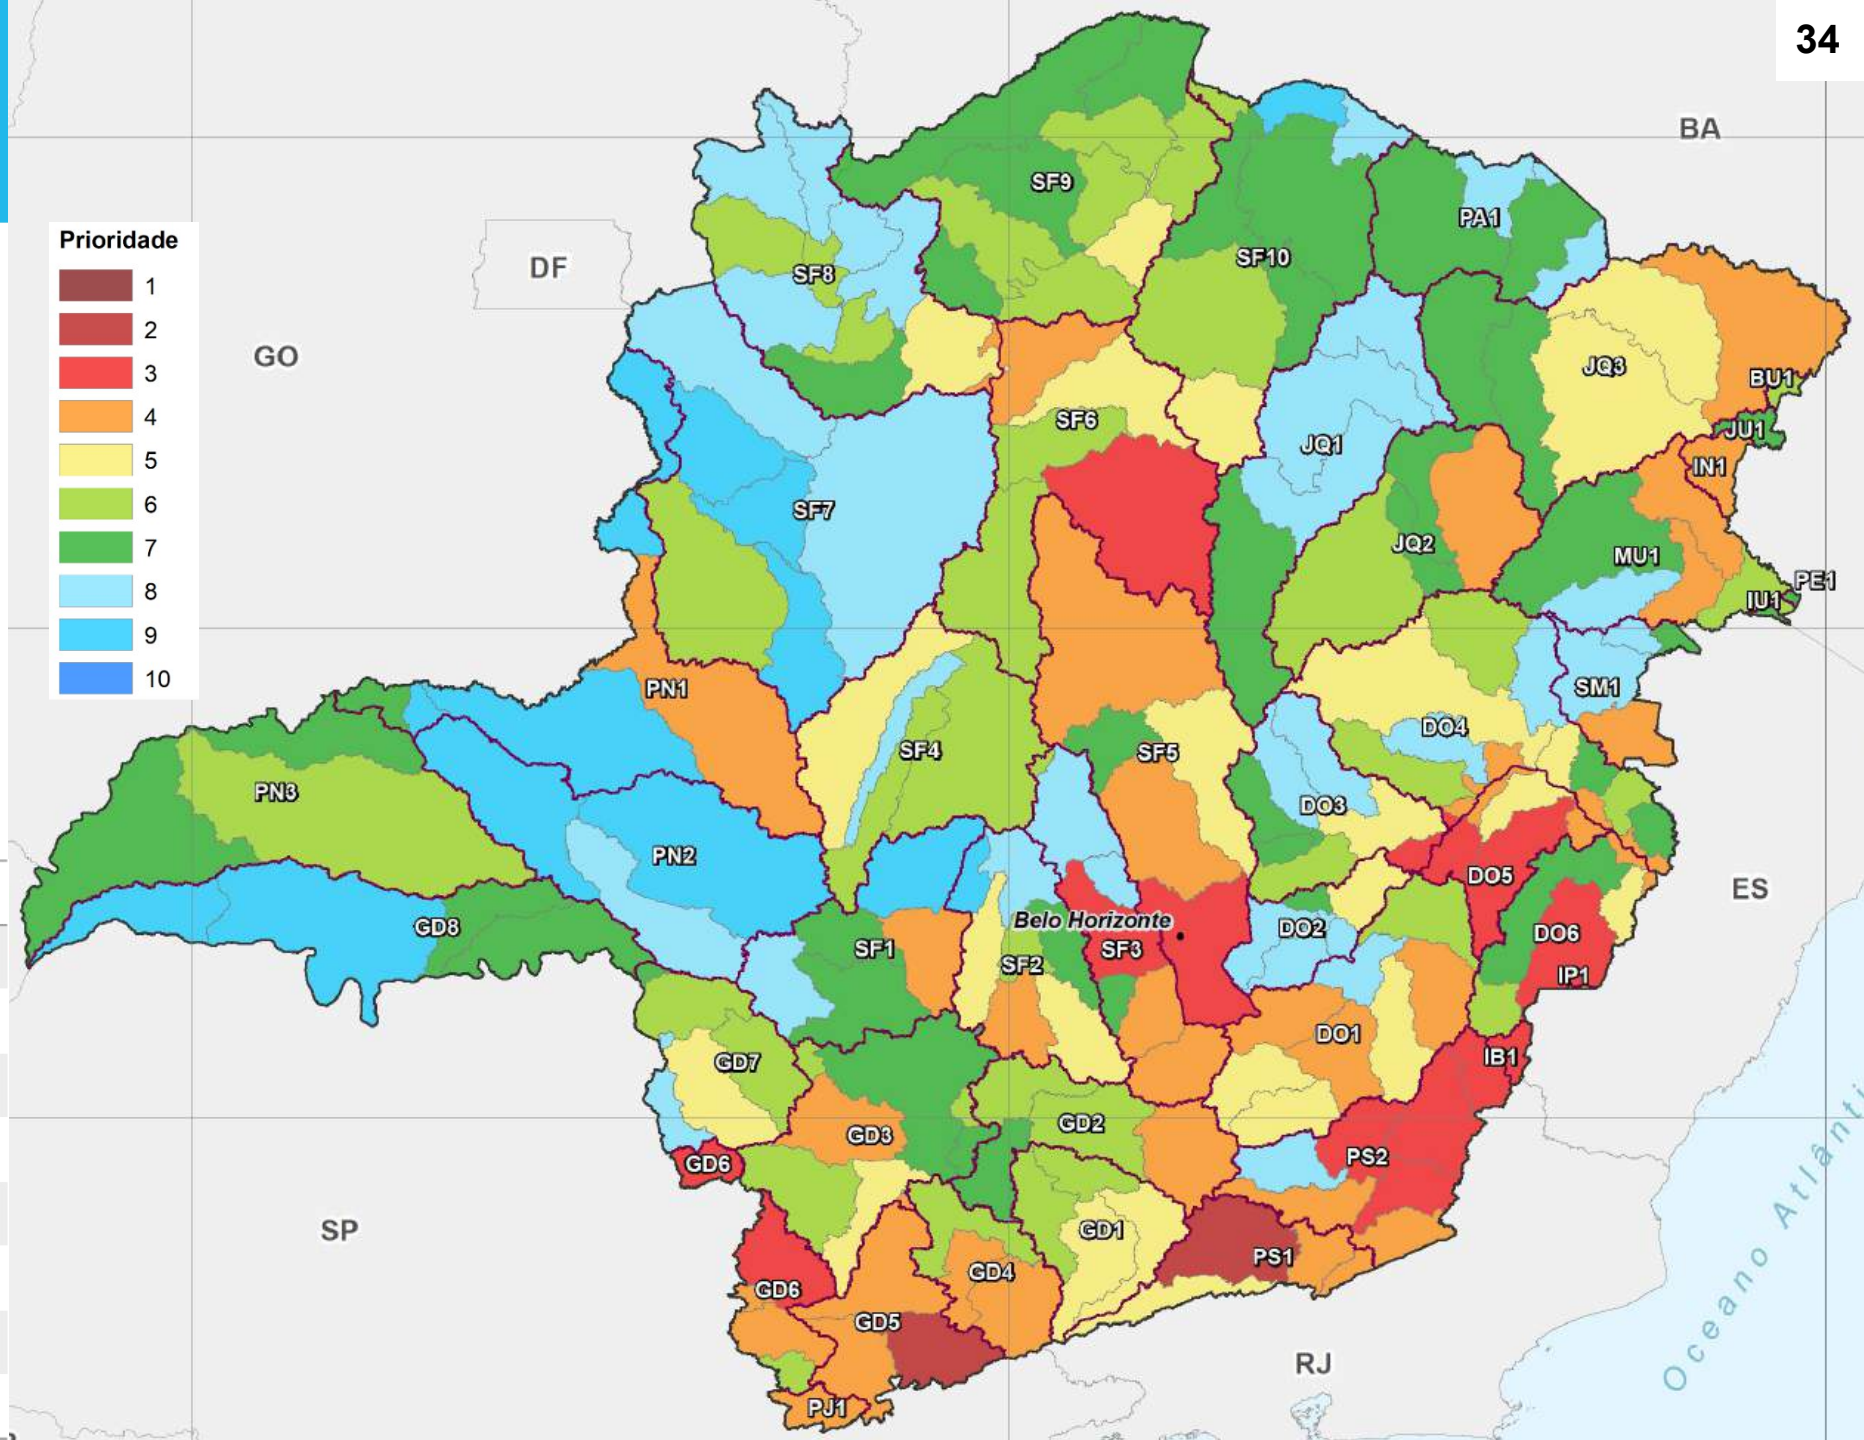 34
BA
SF9
PA1
Prioridade
SF10
DF
SF8
1
2
GO
3
JQ3
BU1
4
SF6
JU1
JQ1
5
IN1
6
SF7
7
JQ2
MU1
PE1
8
IU1
9
10
PN1
SM1
DO4
SF4
SF5
PN3
DO3
PN2
DO5
ES
Belo Horizonte
GD8
DO2
DO6
SF1
SF3
SF2
IP1
DO1
IB1
GD7
GD2
GD3
PS2
GD6
Oceano Atlânti
SP
GD1
PS1
GD4
GD6
GD5
RJ
PJ1